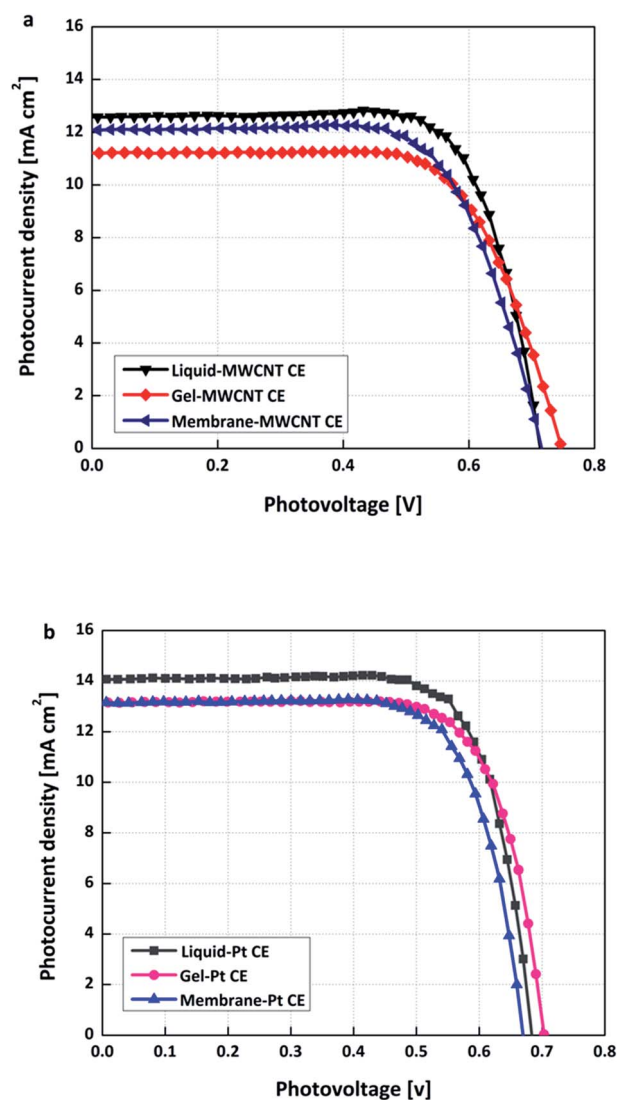 a
16
14
12
10
8
6
4
2
0
Photocurrent density [mA cm²]
Liquid-MWCNT CE
Gel-MWCNT CE
Membrane-MWCNT CE
0.0 0.2 0.4 0.6 0.8
Photovoltage [V]
b
16
14
12
10
8
6
4
2
0
Photocurrent density [mA cm²]
Liquid-Pt CE
Gel-Pt CE
Membrane-Pt CE
0.0 0.1 0.2 0.3 0.4 0.5 0.6 0.7 0.8
Photovoltage [v]